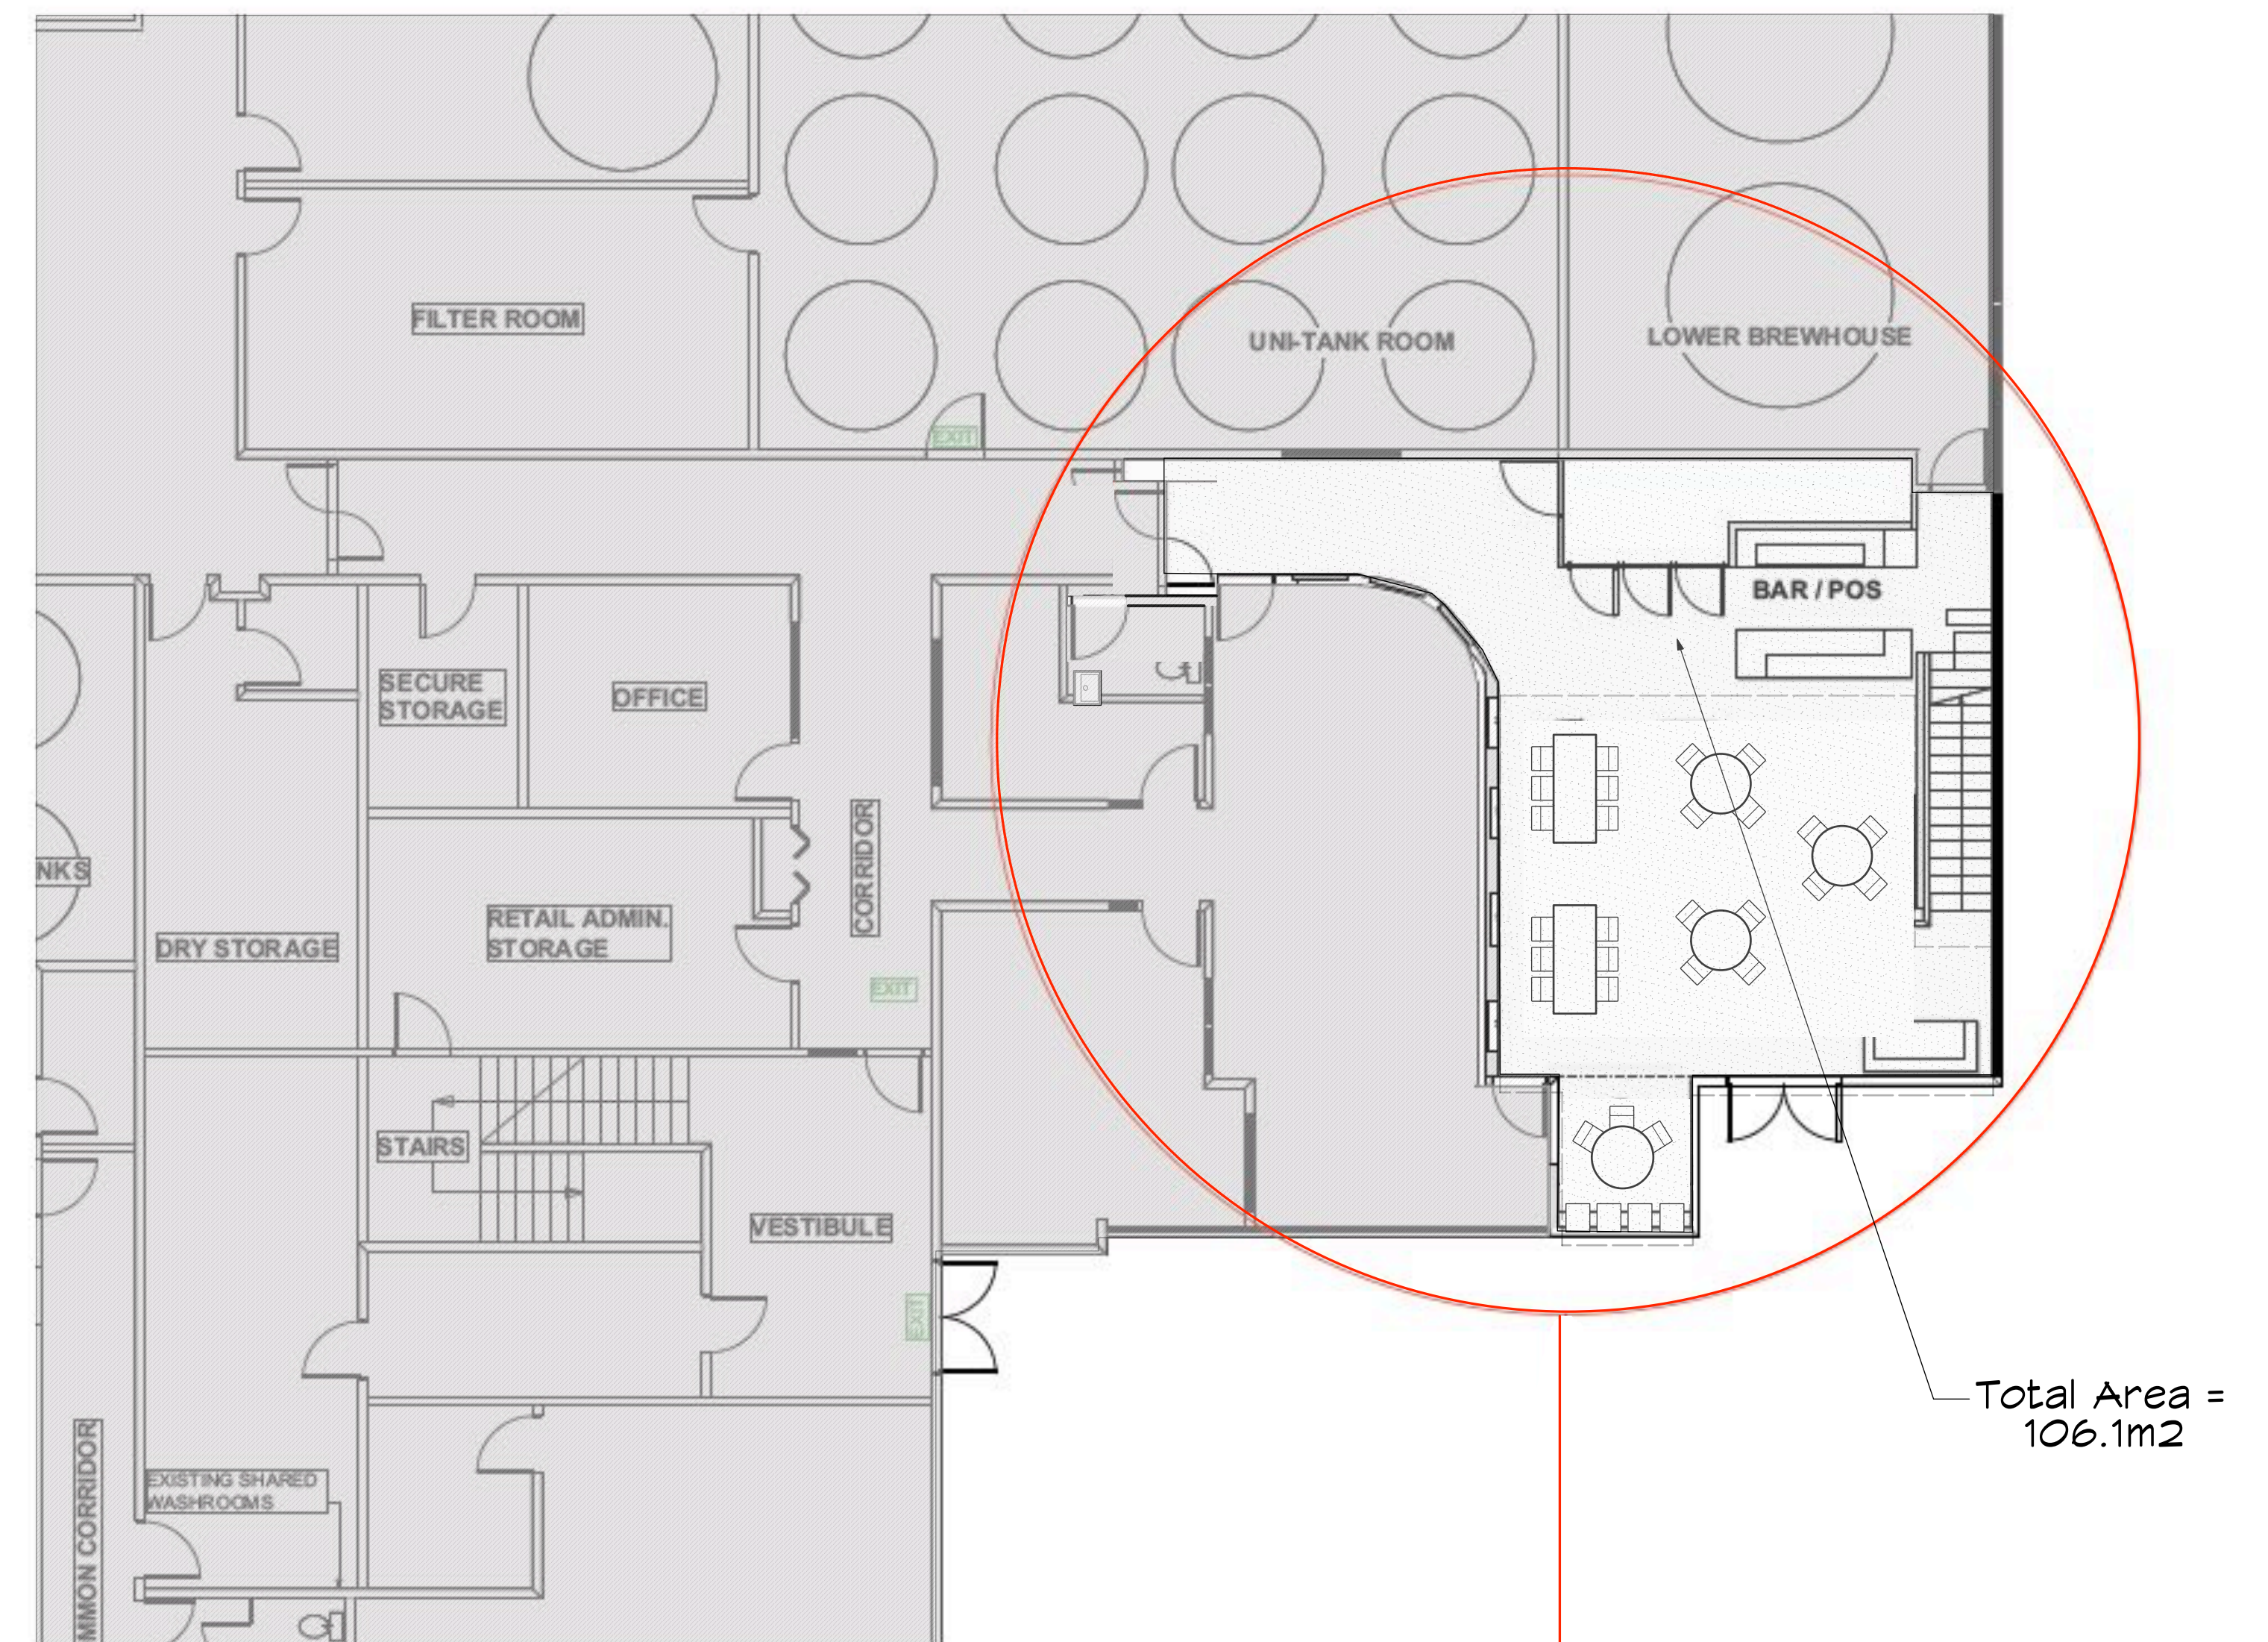 FILTER ROOM
UNI-TANK ROOM
LOWER BREWHOUSE
EXIT
BAR / POS
SECURE
STORAGE
OFFICE
CORRIDOR
NKS
DRY STORAGE
RETAIL ADMIN.
STORAGE
EXIT
STAIRS
VESTIBULE
EXIT
Total Area =
106.1m2
MMON CORRIDOR
EXISTING SHARED
WASHROOMS